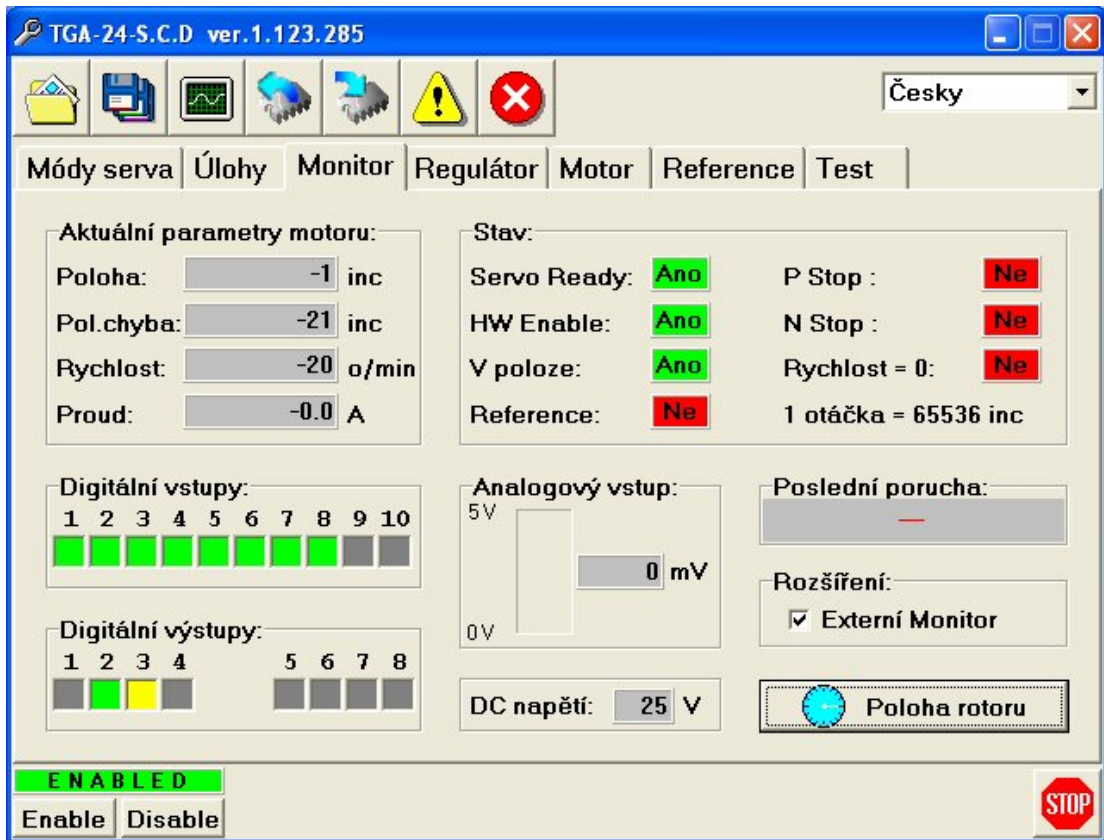 TGA-24-S.C.D ver.1.123.285
Česky
Módy serva Úlohy Monitor Regulátor Motor Reference Test
Aktuální parametry motoru:
Poloha: -1 inc
Pol.chyba: -21 inc
Rychlost: -20 o/min
Proud: -0.0 A
Stav:
Servo Ready: Ano P Stop : Ne
HW Enable: Ano N Stop : Ne
V poloze: Ano Rychlost = 0: Ne
Reference: Ne 1 otáčka = 65536 inc
Digitální vstupy:
1 2 3 4 5 6 7 8 9 10
Digitální výstupy:
1 2 3 4 5 6 7 8
Analogový vstup:
5V
0 mV
0V
DC napětí: 25 V
Poslední porucha:
—
Rozšíření:
Externí Monitor
Poloha rotoru
ENABLED
Enable Disable
STOP